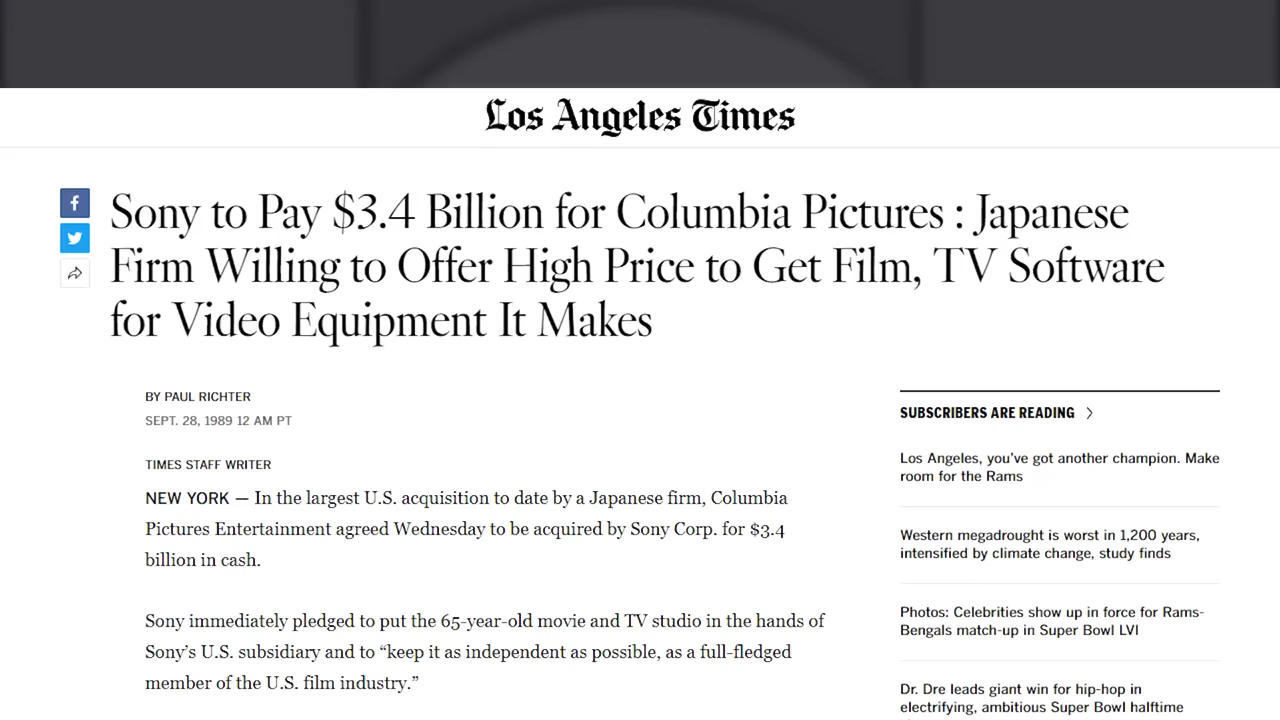 Los Angeles Times
Sony to Pay $3.4 Billion for Columbia Pictures : Japanese
Firm Willing to Offer High Price to Get Film, TV Software
for Video Equipment It Makes
BY PAUL RICHTER
SEPT. 28, 1989 12 AM PT
TIMES STAFF WRITER
NEW YORK — In the largest U.S. acquisition to date by a Japanese firm, Columbia
Pictures Entertainment agreed Wednesday to be acquired by Sony Corp. for $3.4
billion in cash.
Sony immediately pledged to put the 65-year-old movie and TV studio in the hands of
Sony’s U.S. subsidiary and to “keep it as independent as possible, as a full-fledged
member of the U.S. film industry.”
SUBSCRIBERS ARE READING
Los Angeles, you’ve got another champion. Make
room for the Rams
Western megadrought is worst in 1,200 years,
intensified by climate change, study finds
Photos: Celebrities show up in force for Rams-
Bengals match-up in Super Bowl LVI
Dr. Dre leads giant win for hip-hop in
electrifying, ambitious Super Bowl halftime